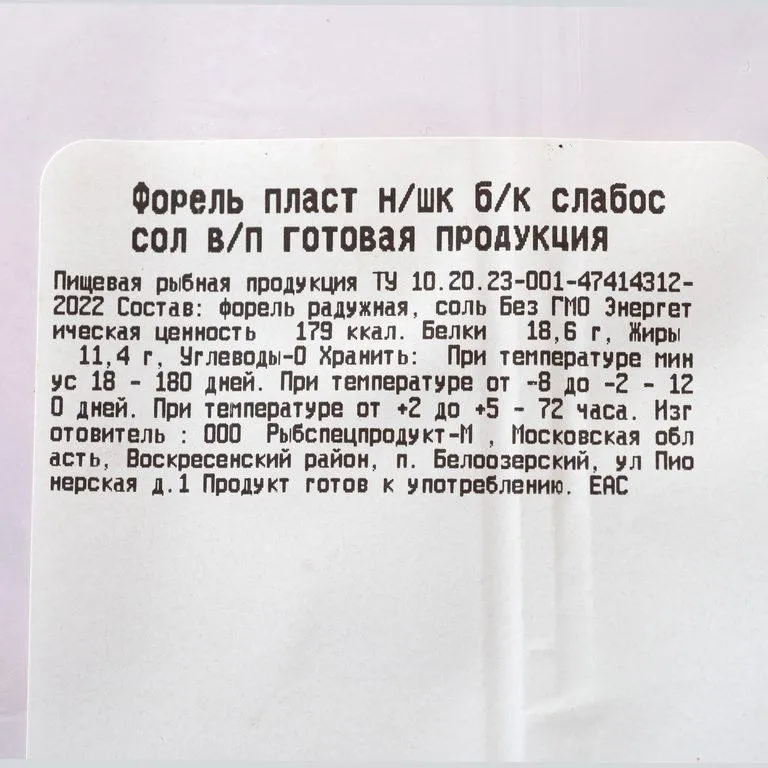 Форель пласт н/шк б/к слабос
сол в/п готовая продукция
Пищевая рыбная продукция ТУ 10.20.23-001-47414312-
2022 Состав: форель радужная, соль Без ГМО Энергет
ическая ценность 179 ккал. Белки 18,6 г, Жиры
11,4 г, Углеводы-0 Хранить: При температуре мин
ус 18 - 180 дней. При температуре от -8 до -2 - 12
0 дней. При температуре от +2 до +5 - 72 часа. Изг
отовитель : ООО Рыбспецпродукт-М , Московская обл
асть, Воскресенский район, п. Белоозерский, ул Пио
нерская д.1 Продукт готов к употреблению. ЕАС